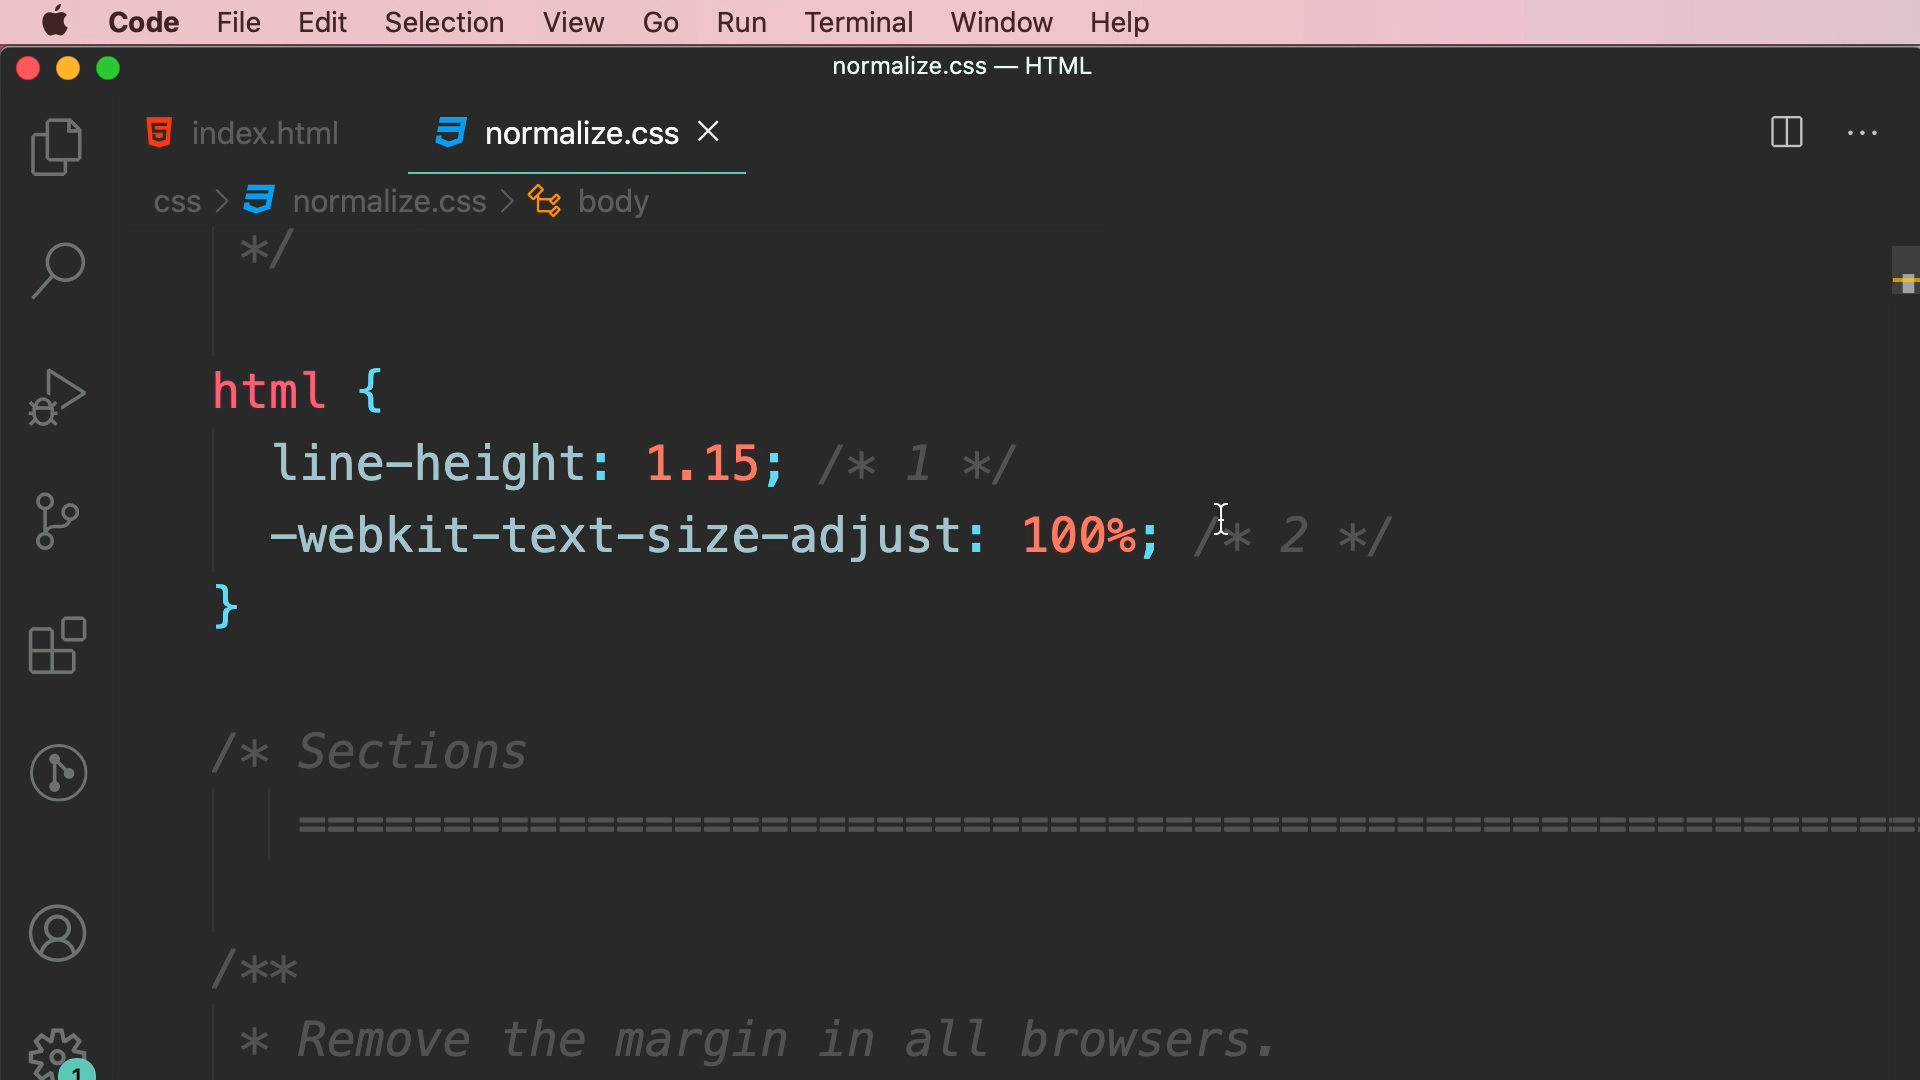 Code File Edit Selection View Go Run Terminal Window Help
normalize.css — HTML
index.html normalize.css
css > normalize.css > body
*/
html {
line-height: 1.15; /* 1 */
-webkit-text-size-adjust: 100%; /* 2 */
}
/* Sections
========================================================
/**
* Remove the margin in all browsers.
1